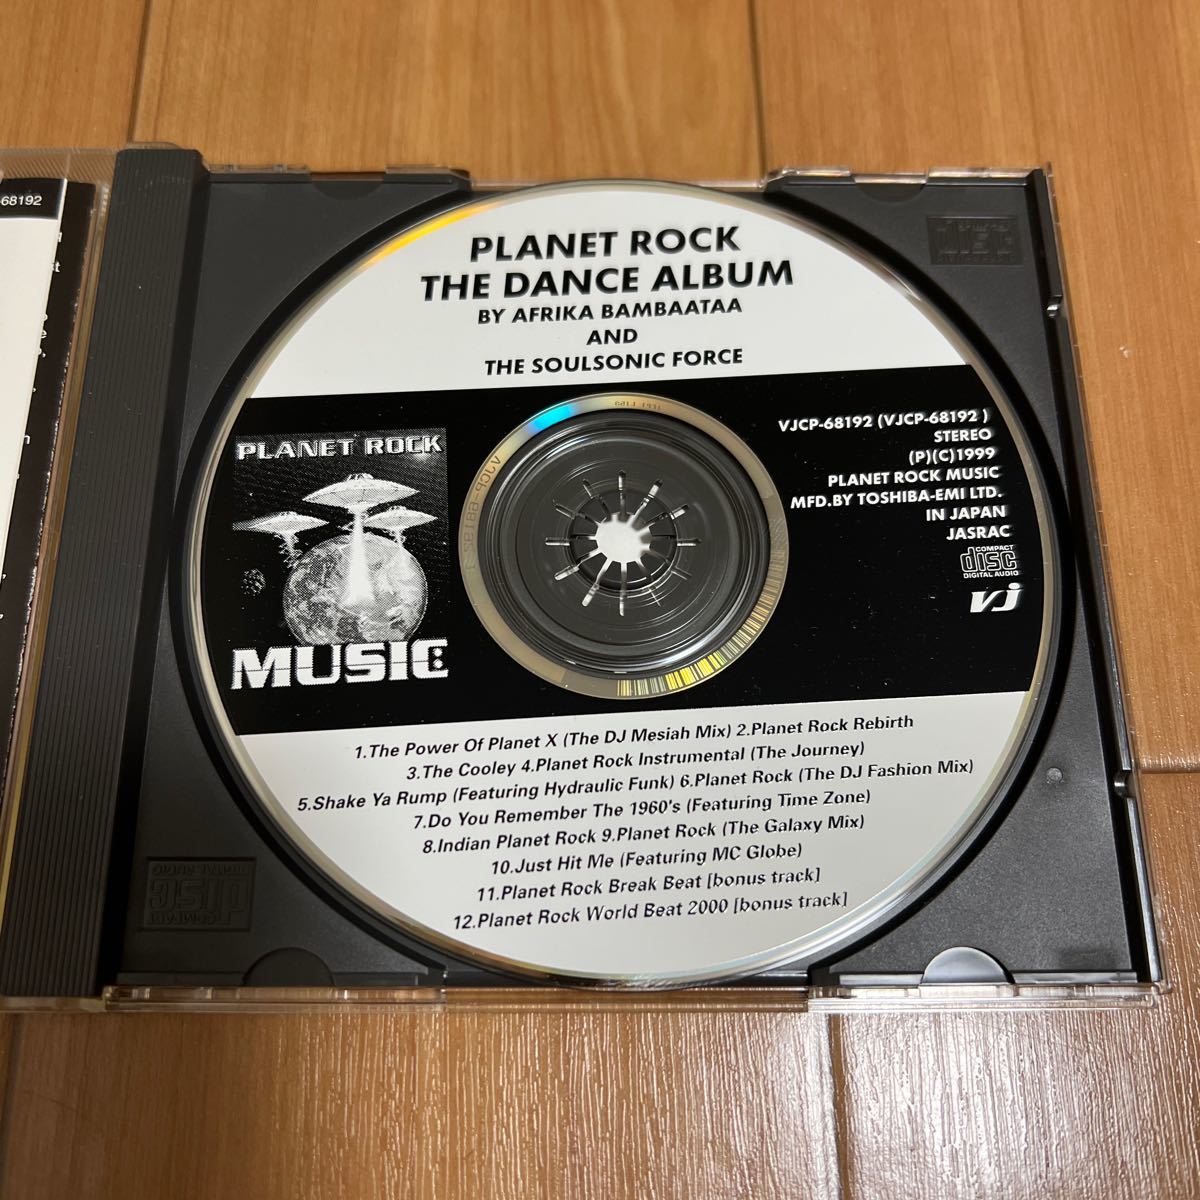 -68192
PLANET ROCK
THE DANCE ALBUM
BY AFRIKA BAMBAATAA
AND
THE SOULSONIC FORCE
PLANET ROCK
MUSIC
VJCP-68192 (VJCP-68192 )
STEREO
(P)(C)1999
PLANET ROCK MUSIC
MFD.BY TOSHIBA-EMI LTD.
IN JAPAN
JASRAC
COMPACT
disc
DIGITAL AUDIO
VJ
1.The Power Of Planet X (The DJ Mesiah Mix) 2.Planet Rock Rebirth
3.The Cooley 4.Planet Rock Instrumental (The Journey)
5.Shake Ya Rump (Featuring Hydraulic Funk) 6.Planet Rock (The DJ Fashion Mix)
7.Do You Remember The 1960's (Featuring Time Zone)
8.Indian Planet Rock 9.Planet Rock (The Galaxy Mix)
10.Just Hit Me (Featuring MC Globe)
11.Planet Rock Break Beat [bonus track]
12.Planet Rock World Beat 2000 [bonus track]
COMPACT
disc
DIGITAL AUDIO